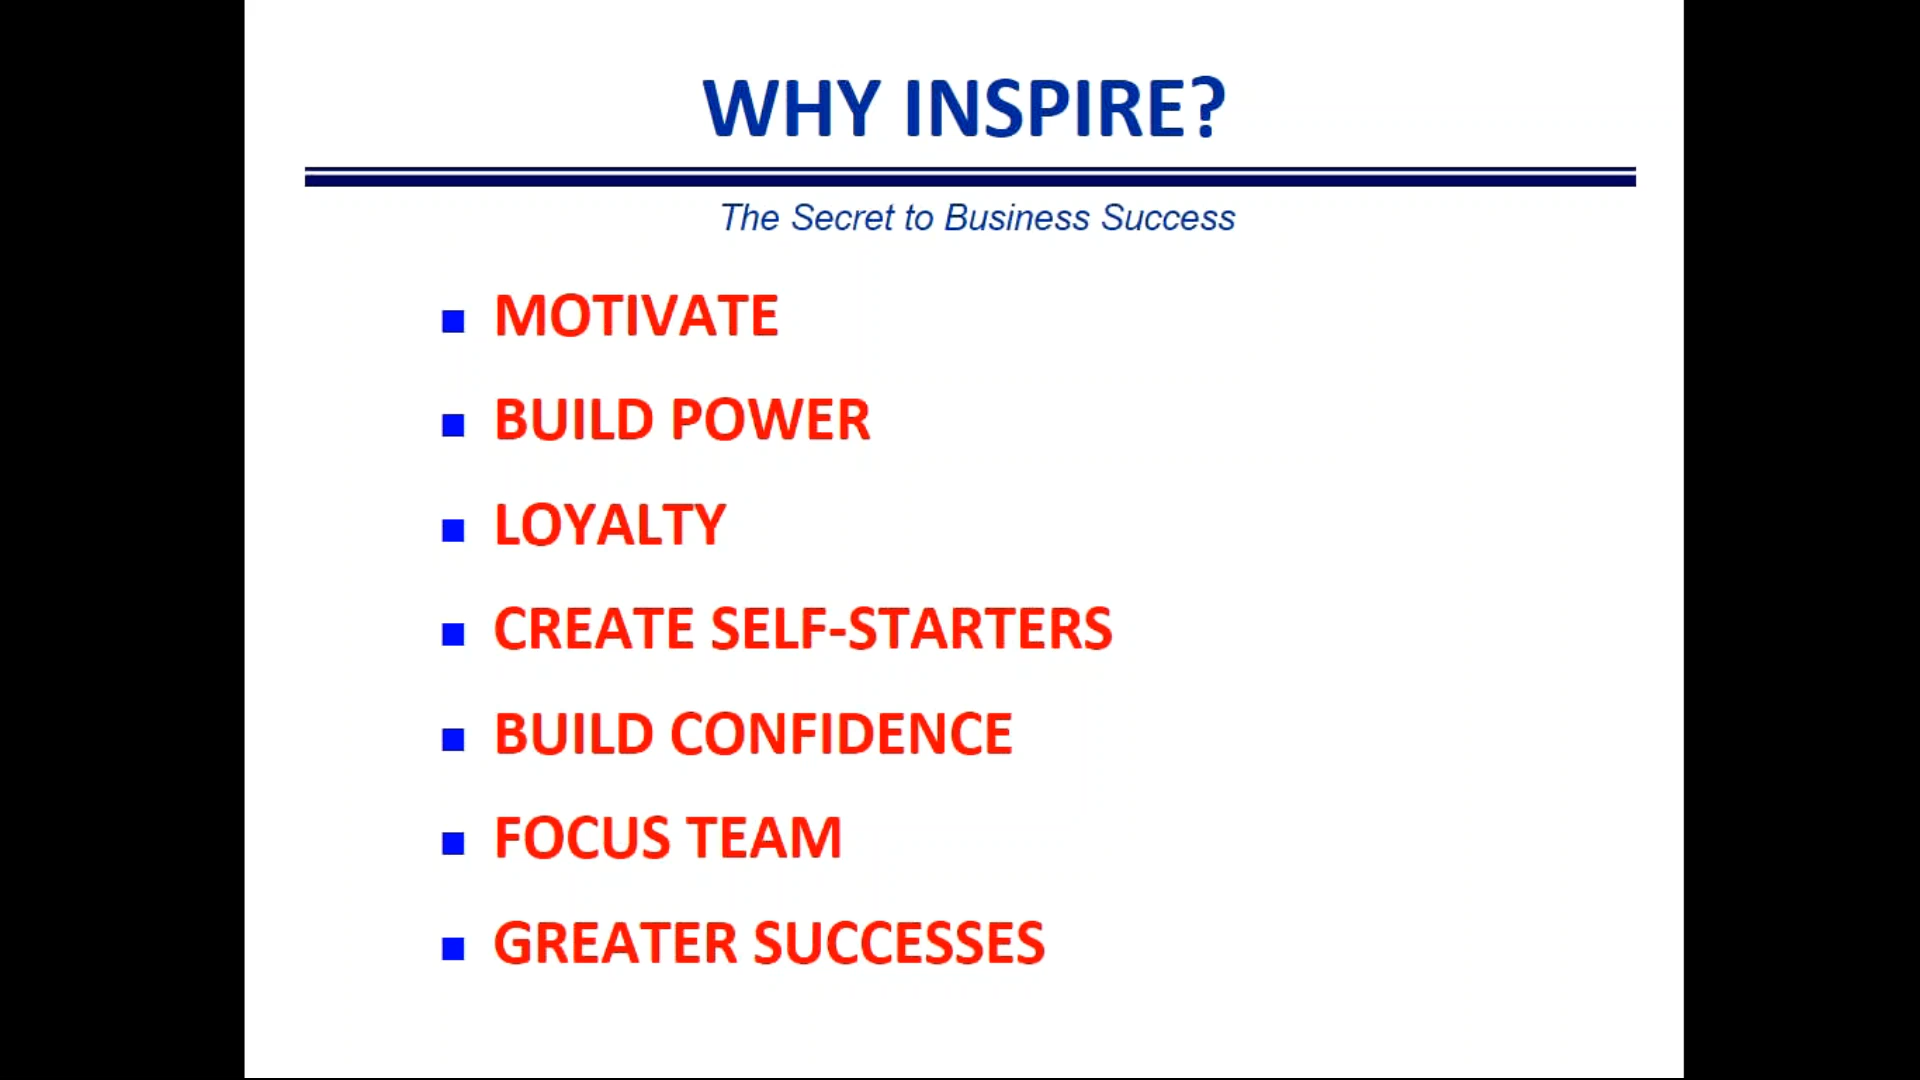 WHY INSPIRE?
The Secret to Business Success
MOTIVATE
BUILD POWER
LOYALTY
CREATE SELF-STARTERS
BUILD CONFIDENCE
FOCUS TEAM
GREATER SUCCESSES